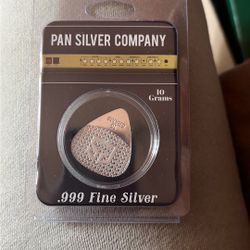 PAN SILVER COMPANY
10
Grams
.999 Fine Silver